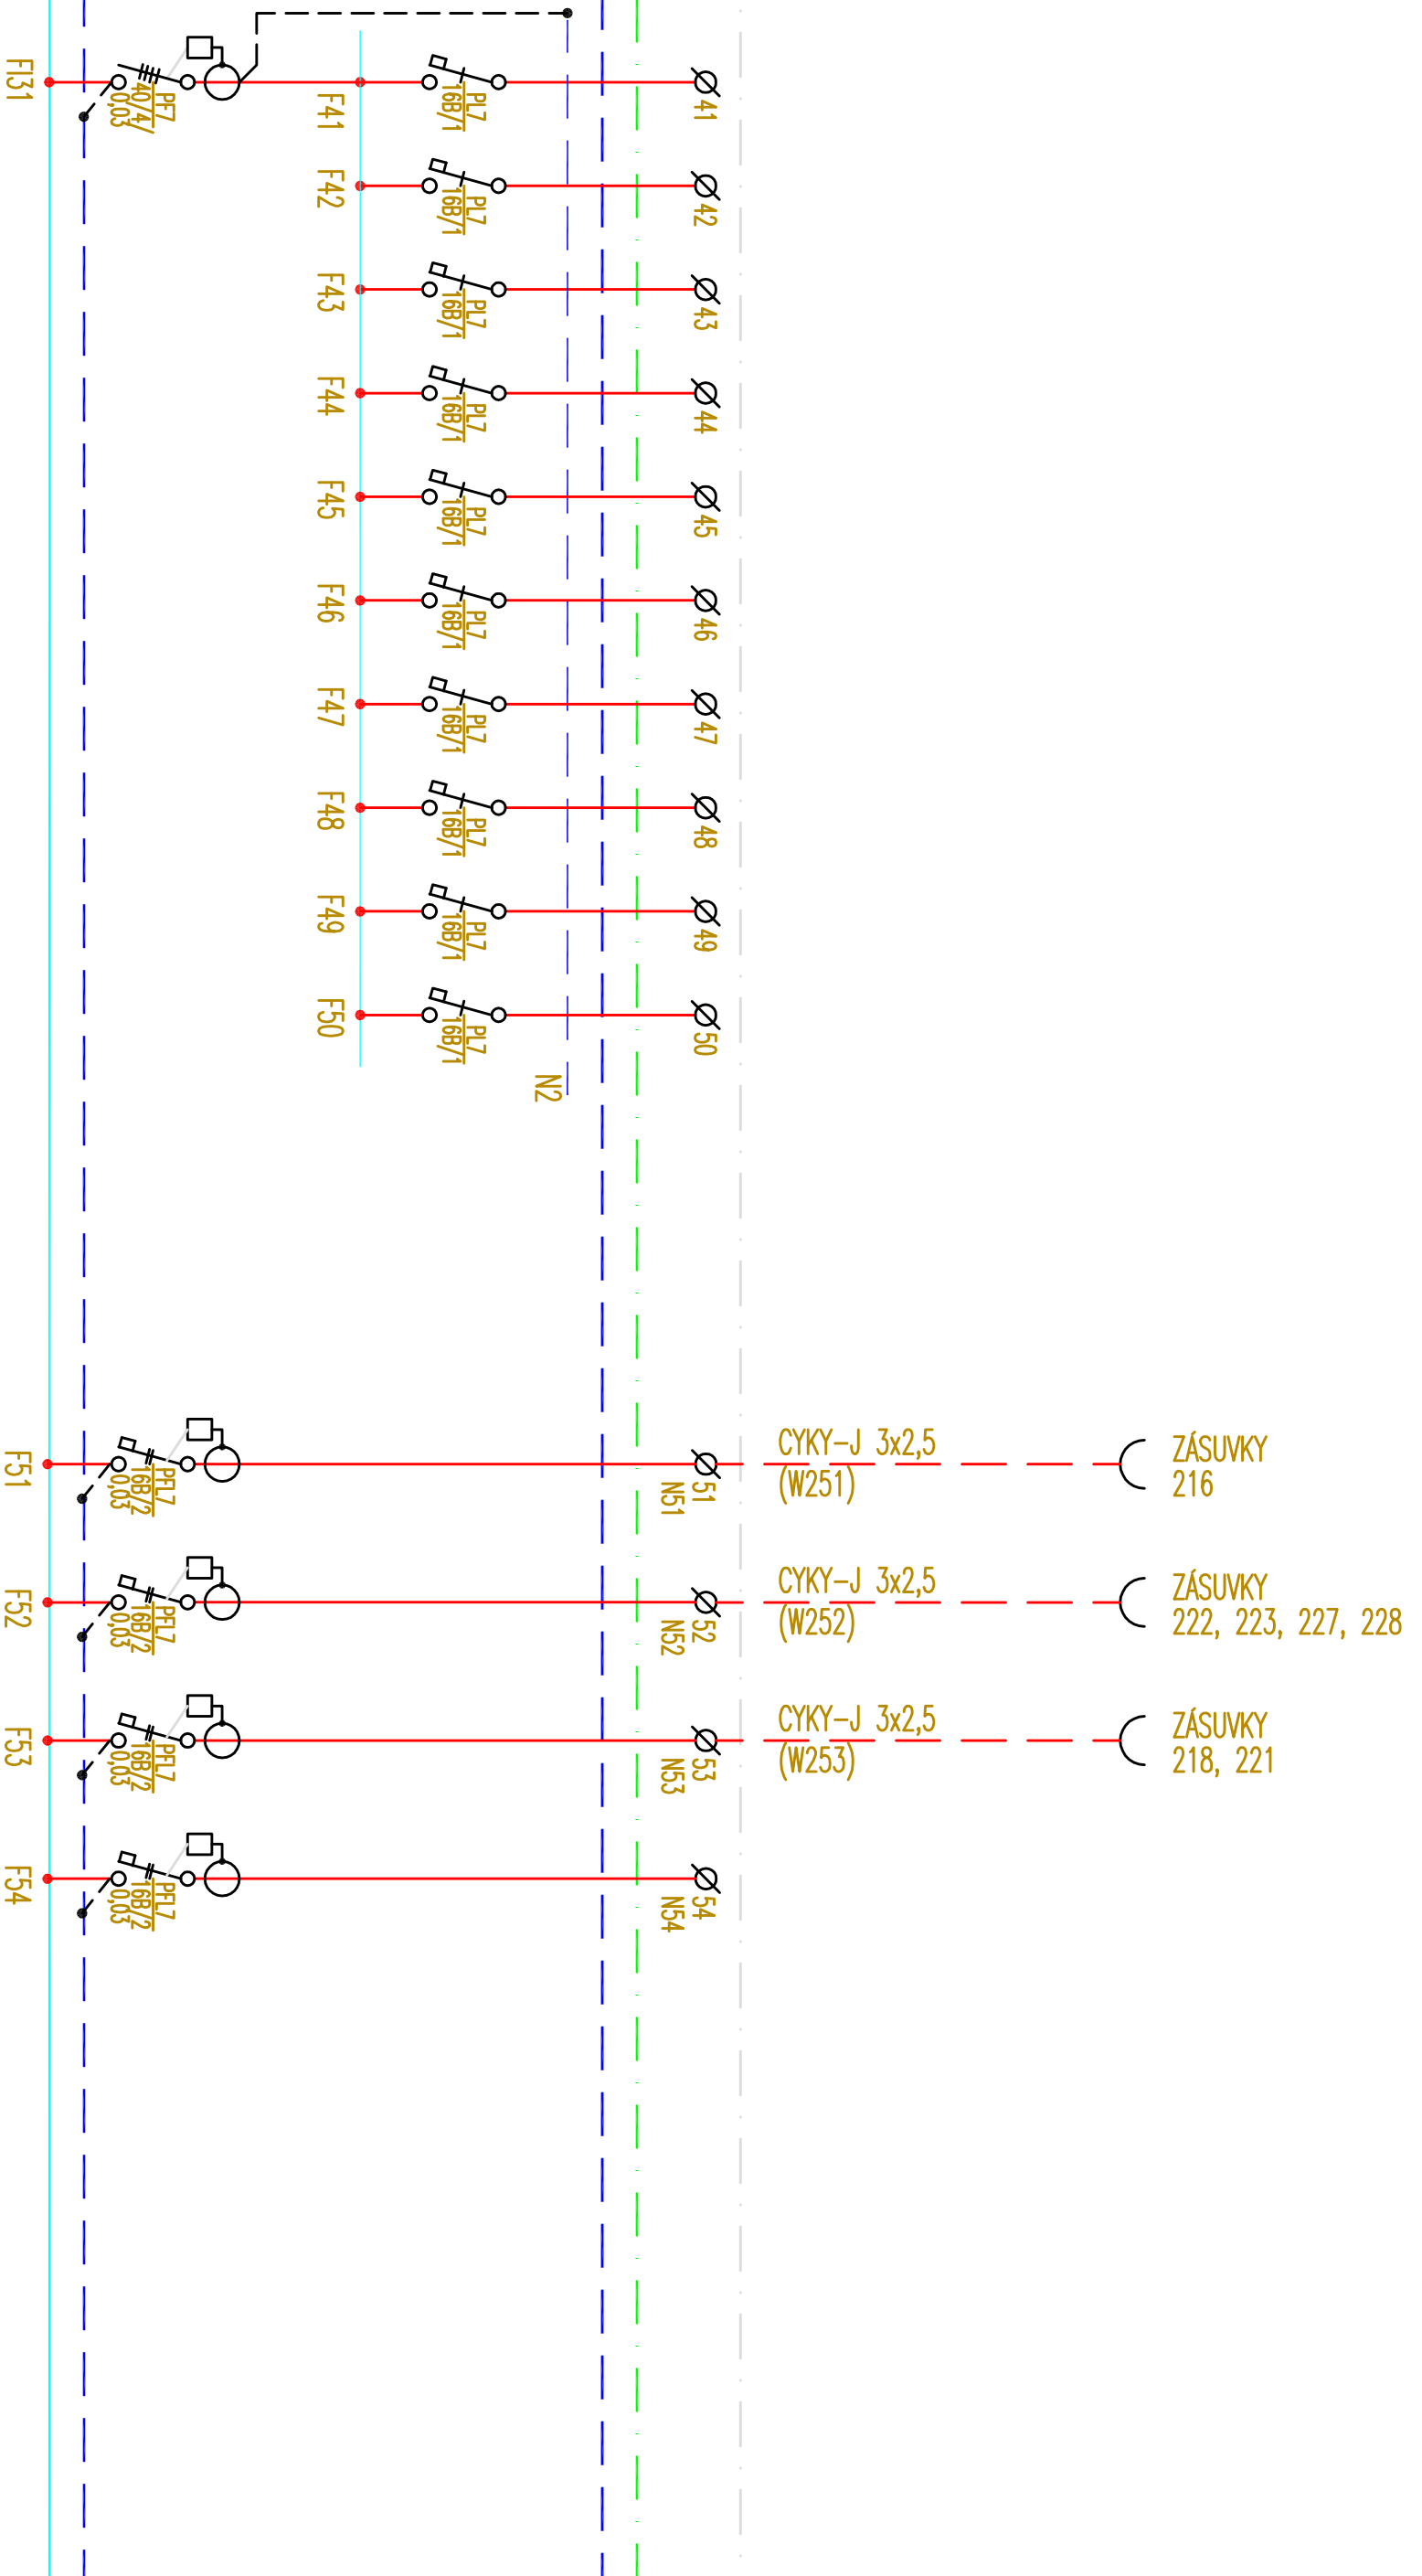 FI31
PF7
40/4/
0,03
F41
PL7
16B/1
41
F42
PL7
16B/1
42
F43
PL7
16B/1
43
F44
PL7
16B/1
44
F45
PL7
16B/1
45
F46
PL7
16B/1
46
F47
PL7
16B/1
47
F48
PL7
16B/1
48
F49
PL7
16B/1
49
F50
PL7
16B/1
50
N2
F51
PFL7
16B/2
0,03
51
N51
CYKY-J 3x2,5
(W251)
ZÁSUVKY
216
F52
PFL7
16B/2
0,03
52
N52
CYKY-J 3x2,5
(W252)
ZÁSUVKY
222, 223, 227, 228
F53
PFL7
16B/2
0,03
53
N53
CYKY-J 3x2,5
(W253)
ZÁSUVKY
218, 221
F54
PFL7
16B/2
0,03
54
N54